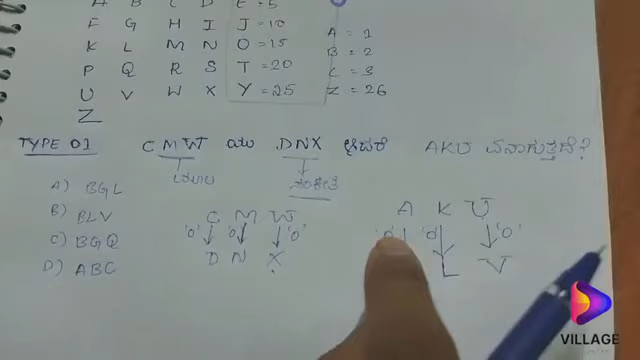 A B C D E = 5
F G H I J = 10
K L M N O = 15
P Q R S T = 20
U V W X Y = 25
Z
A = 1
B = 2
C = 3
Z = 26
TYPE 01 CMW ಯು DNX ಆದರೆ AKU ಏನಾಗುತ್ತದೆ?
ಸಂಕೇತ
A) BGL
B) BLV
C) BGQ
D) ABC
C M W
'0' '0' '0'
D N X
A K U
'0' '0' '0'
L V
VILLAGE